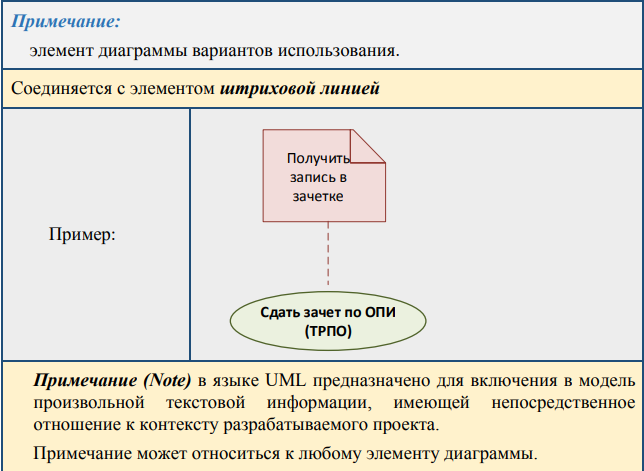 Примечание:
элемент диаграммы вариантов использования.
Соединяется с элементом штриховой линией
Пример:
Получить
запись в
зачетке
Сдать зачет по ОПИ
(ТРПО)
Примечание (Note) в языке UML предназначено для включения в модель
произвольной текстовой информации, имеющей непосредственное
отношение к контексту разрабатываемого проекта.
Примечание может относиться к любому элементу диаграммы.